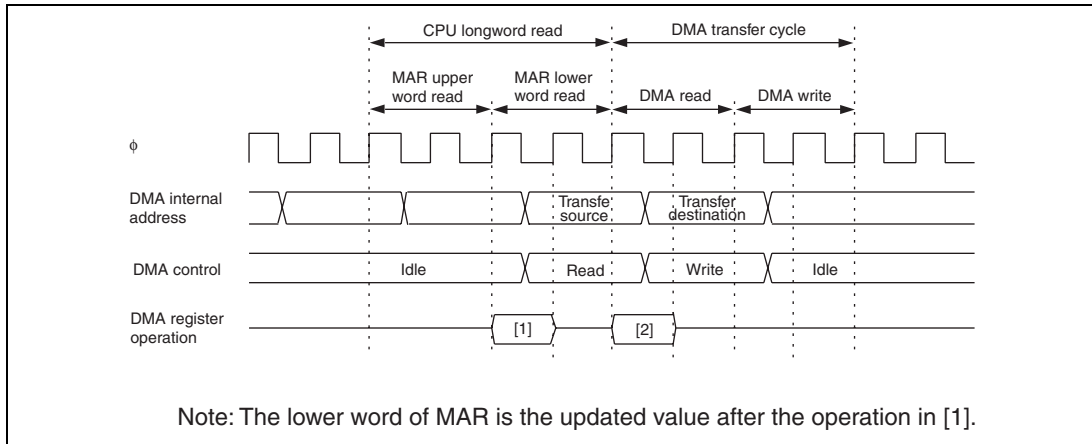 CPU longword read DMA transfer cycle
MAR upper MAR lower
word read word read DMA read DMA write
ϕ
DMA internal Transfe Transfer
address source destination
DMA control Idle Read Write Idle
DMA register
operation [1] [2]
Note: The lower word of MAR is the updated value after the operation in [1].